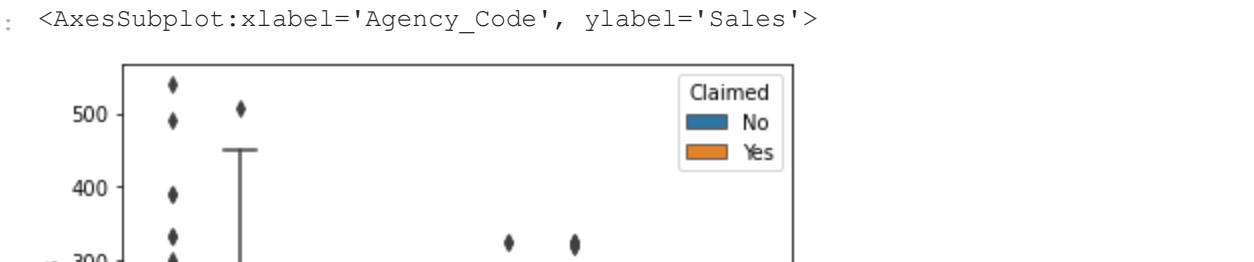 : <AxesSubplot:xlabel='Agency_Code', ylabel='Sales'>
Claimed
No
Yes
500
400
300